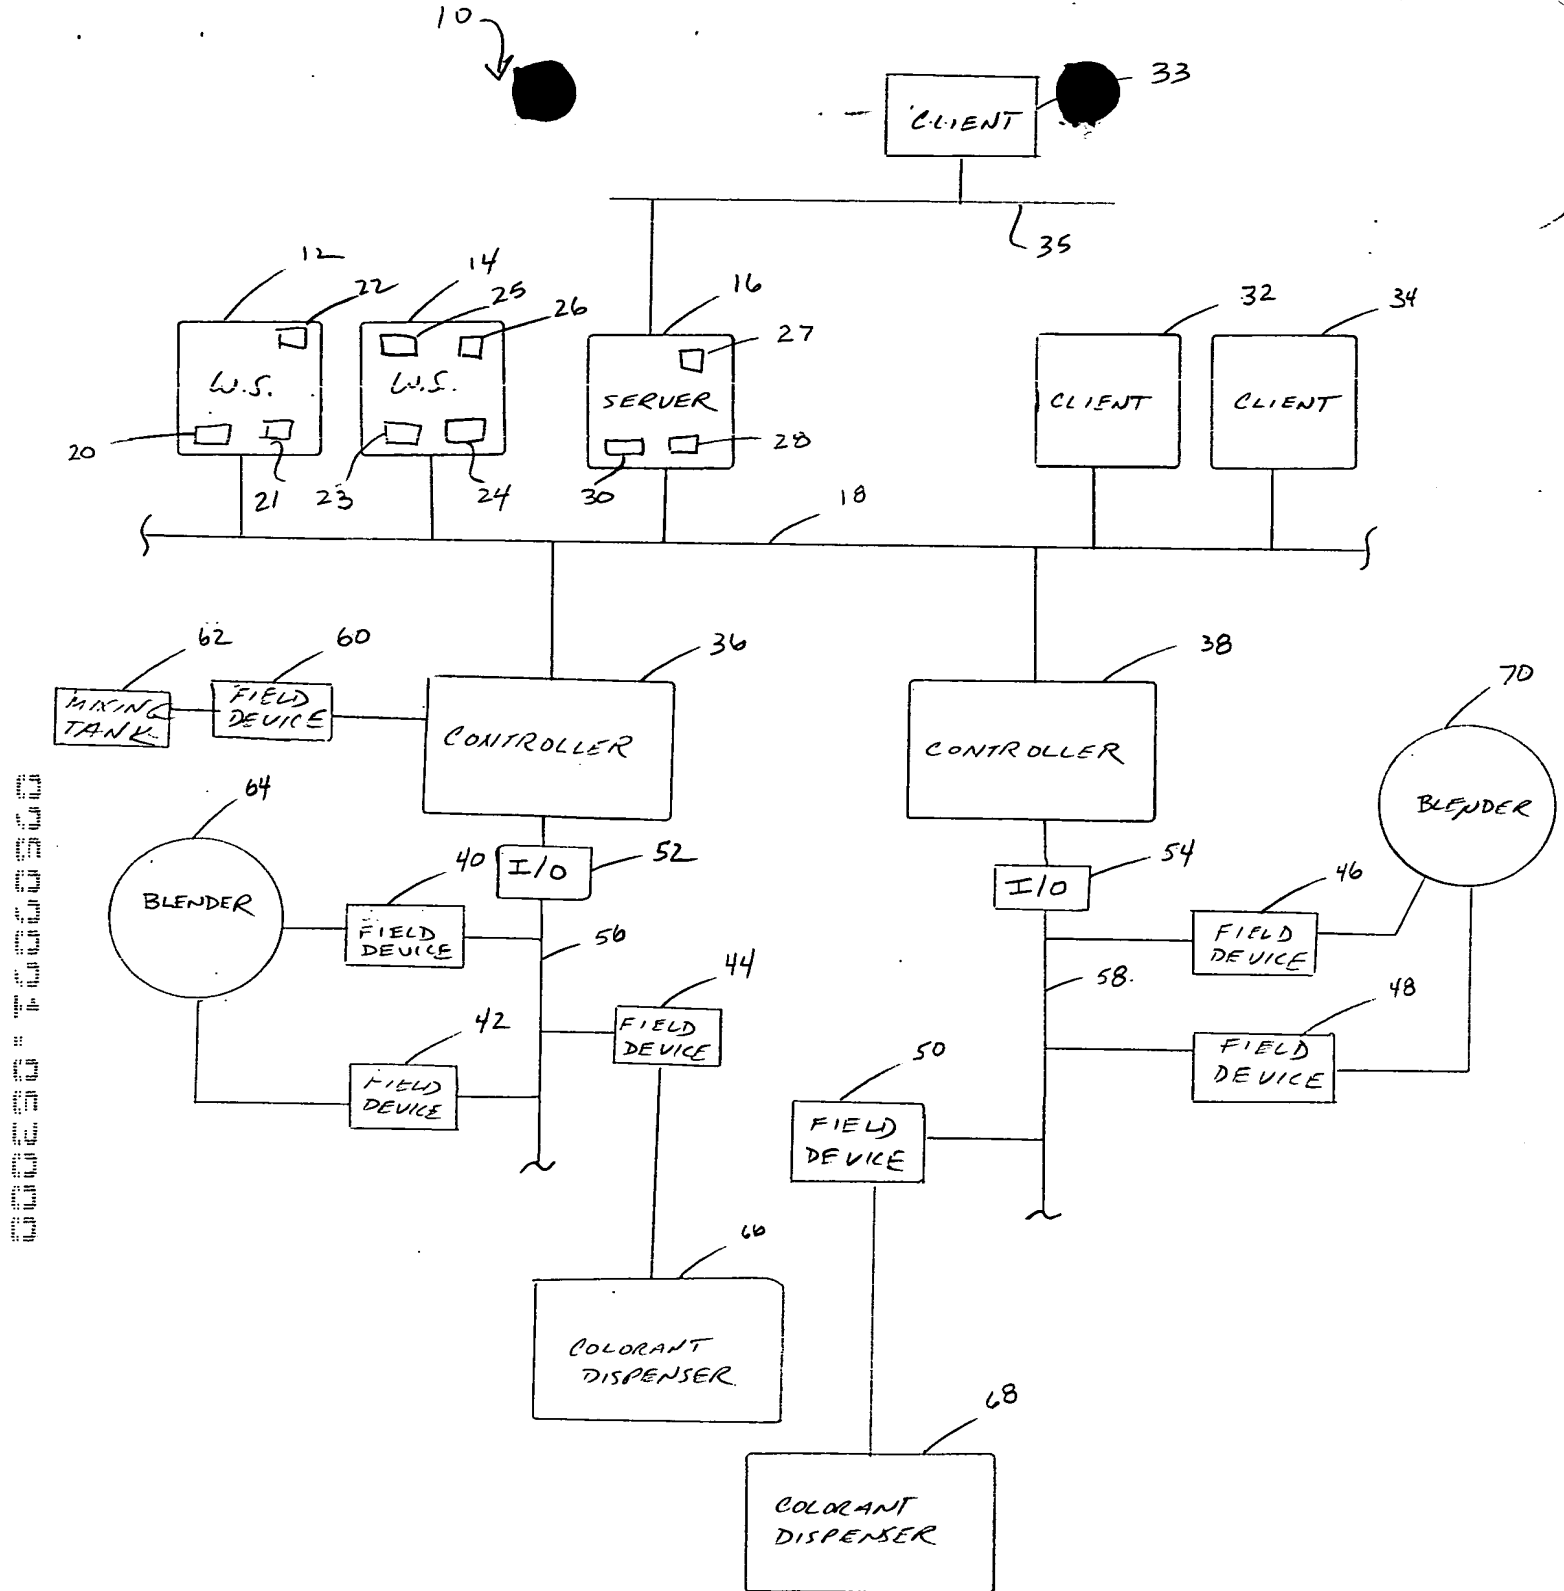 10
33
CLIENT
35
12
22
14
25
26
16
27
32
34
W.S.
W.S.
SERVER
CLIENT
CLIENT
20
21
23
24
30
28
18
62
60
36
38
70
MIXING
TANK
FIELD
DEVICE
CONTROLLER
CONTROLLER
BLENDER
64
40
I/O
52
I/O
54
46
BLENDER
FIELD
DEVICE
56
44
58.
FIELD
DEVICE
48
42
FIELD
DEVICE
50
FIELD
DEVICE
FIELD
DEVICE
FIELD
DEVICE
66
COLORANT
DISPENSER
68
COLORANT
DISPENSER